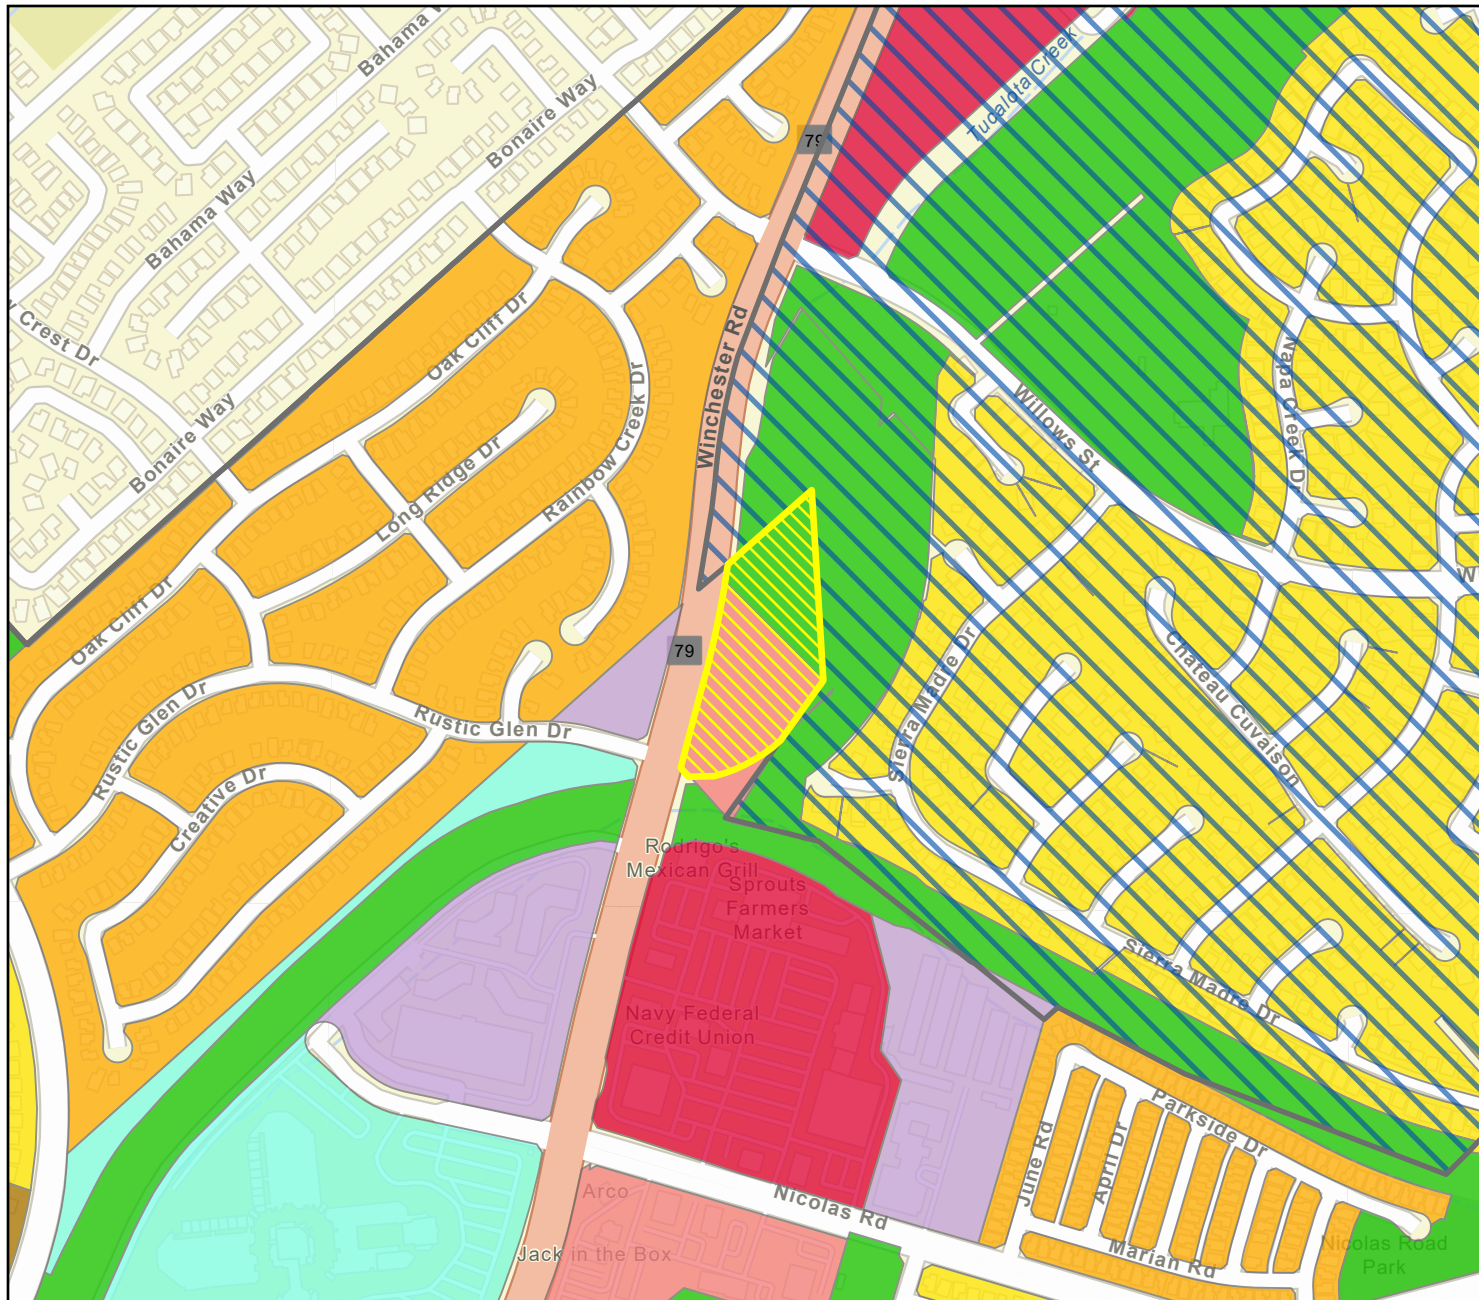 Bahama
Bonaire Way
Tucalota Creek
79
Bahama Way
Crest Dr
Oak Cliff Dr
Winchester Rd
Napa Creek Dr
Bonaire Way
Long Ridge Dr
Rainbow Creek Dr
Willows St
W
Oak Cliff Dr
79
Sierra Madre Dr
Chateau Cuvaison
Rustic Glen Dr
Rustic Glen Dr
Creative Dr
Rodrigo's
Mexican Grill
Sprouts
Farmers
Market
Sierra Madre Dr
Navy Federal
Credit Union
Parkside Dr
June Rd
April Dr
Arco
Nicolas Rd
Marian Rd
Jack in the Box
Nicolas Road
Park